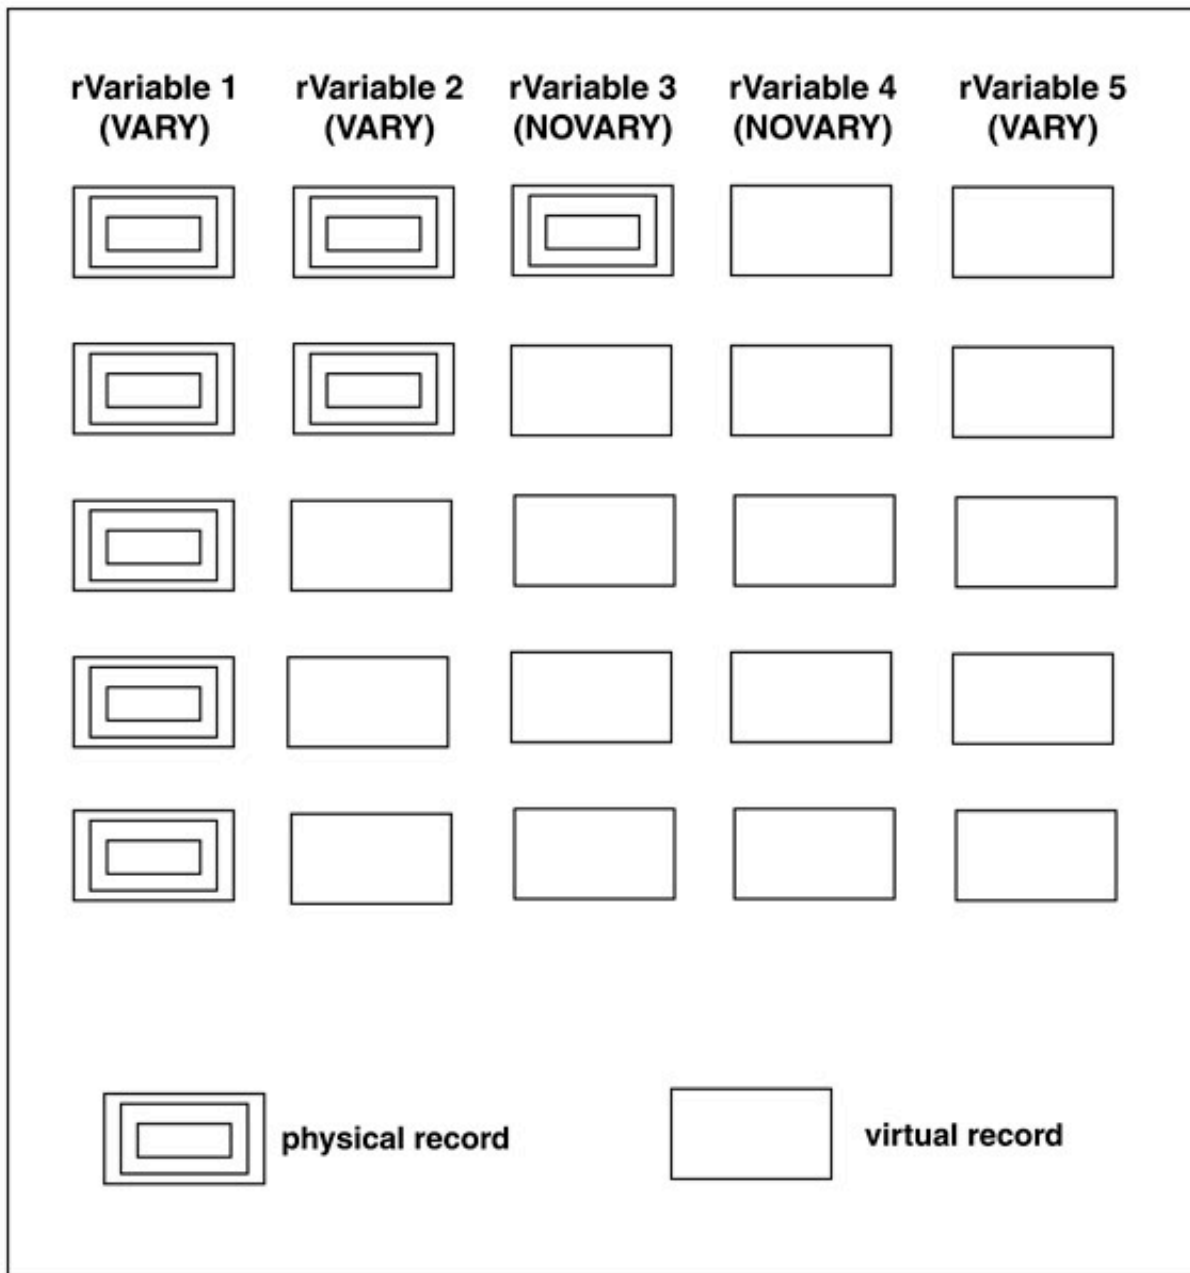 rVariable 1 rVariable 2 rVariable 3 rVariable 4 rVariable 5
(VARY) (VARY) (NOVARY) (NOVARY) (VARY)
physical record virtual record